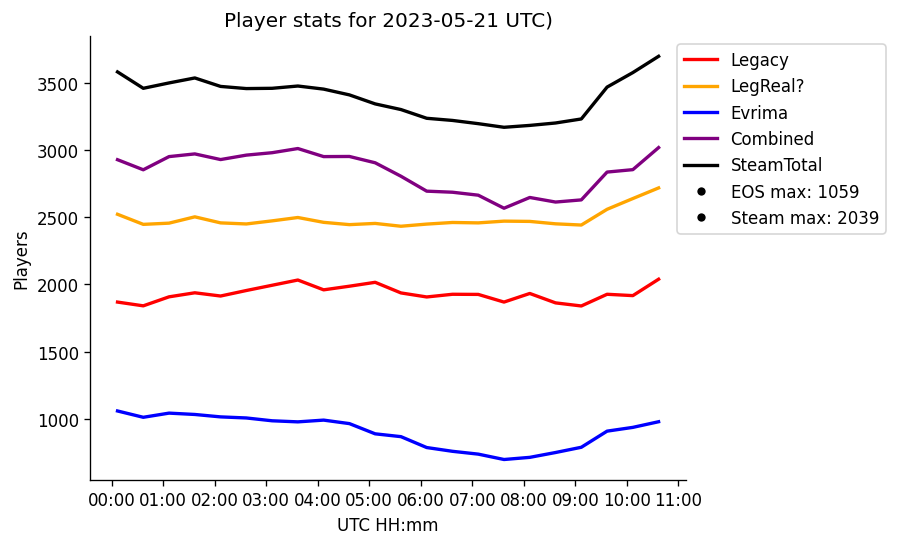 Player stats for 2023-05-21 UTC)
Legacy
LegReal?
Evrima
Combined
SteamTotal
EOS max: 1059
Steam max: 2039
Players
3500
3000
2500
2000
1500
1000
00:00 01:00 02:00 03:00 04:00 05:00 06:00 07:00 08:00 09:00 10:00 11:00
UTC HH:mm